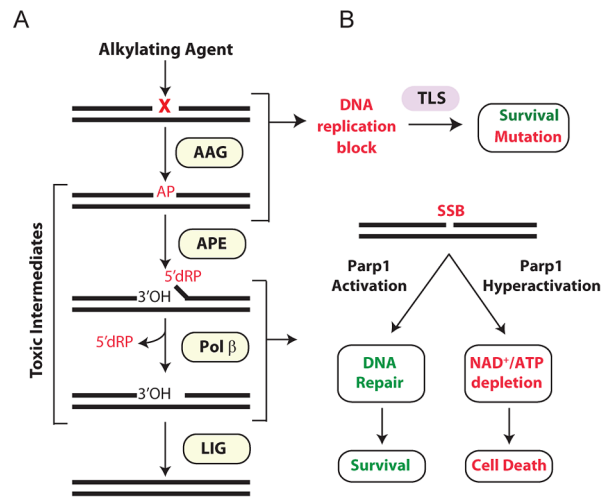 A
Alkylating Agent
X
AAG
AP
APE
5'dRP
3'OH
5'dRP
Pol β
3'OH
LIG
Toxic Intermediates
B
DNA
replication
block
TLS
Survival
Mutation
SSB
Parp1
Activation
Parp1
Hyperactivation
DNA
Repair
NAD⁺/ATP
depletion
Survival
Cell Death